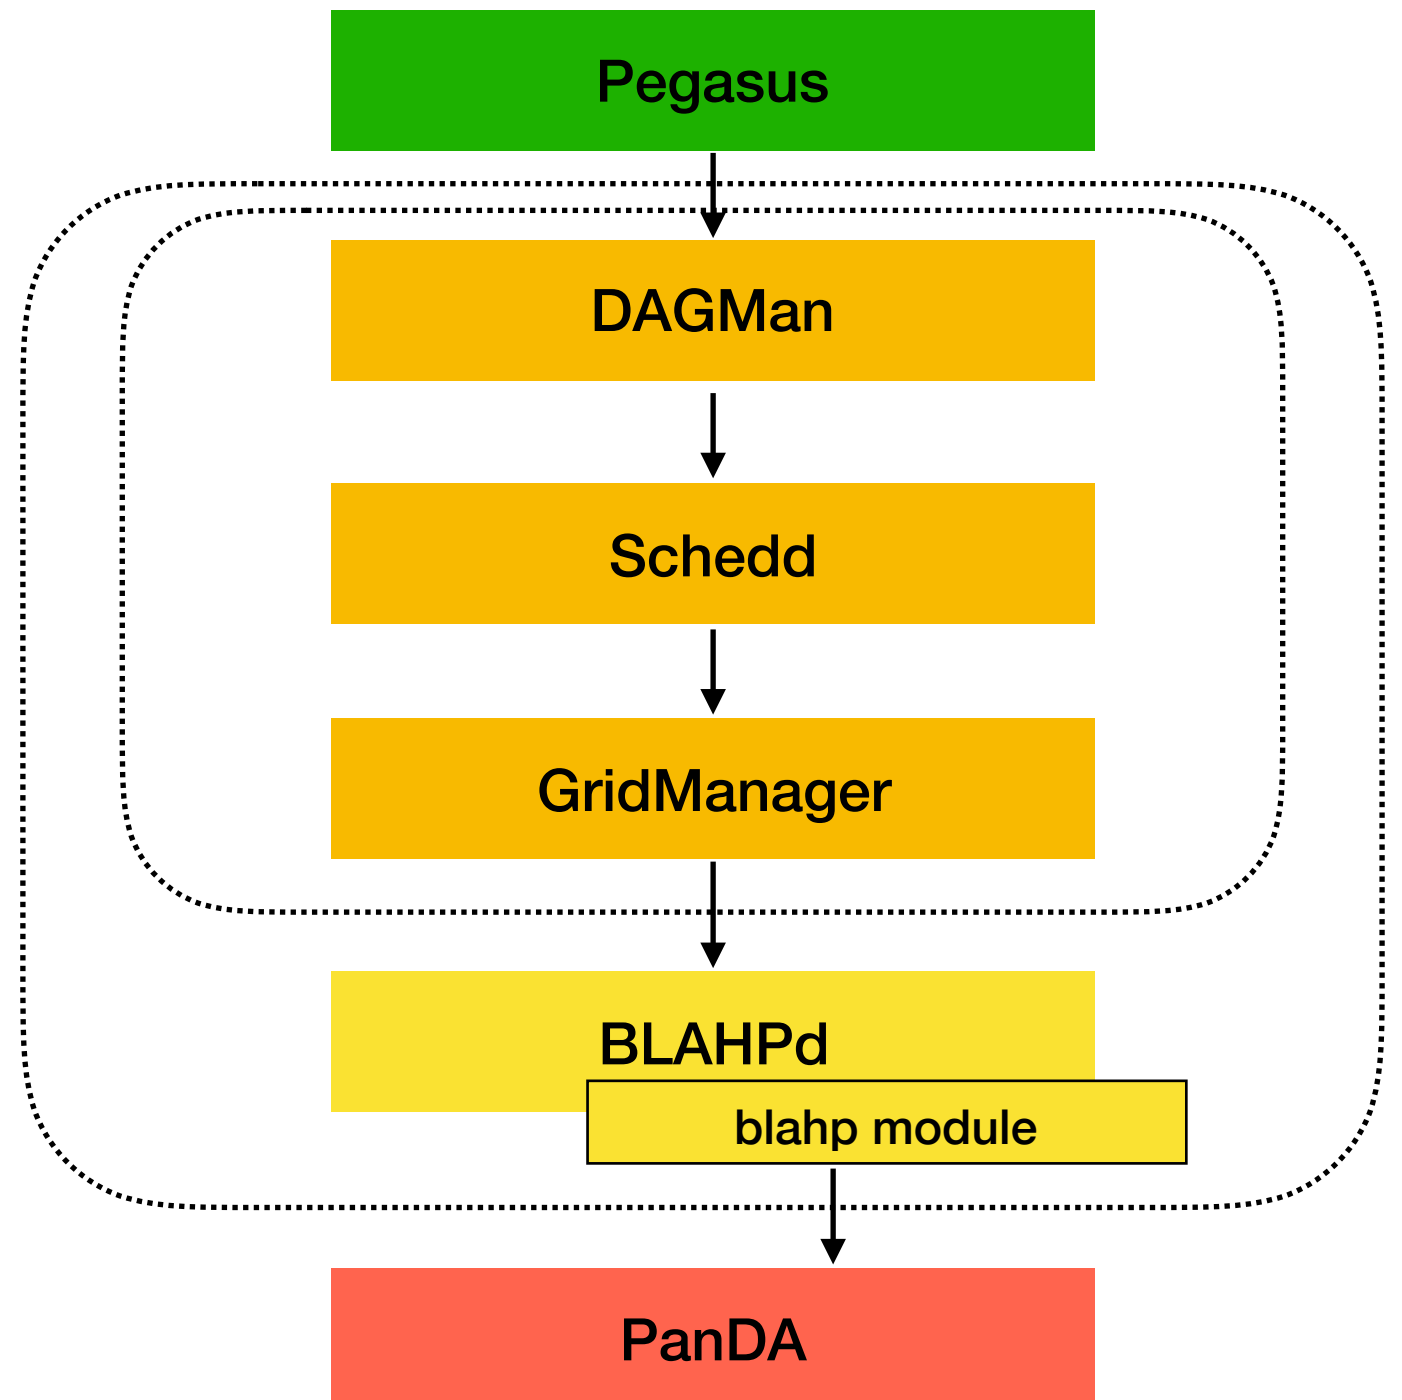 Pegasus
DAGMan
Schedd
GridManager
BLAHPd
blahp module
PanDA